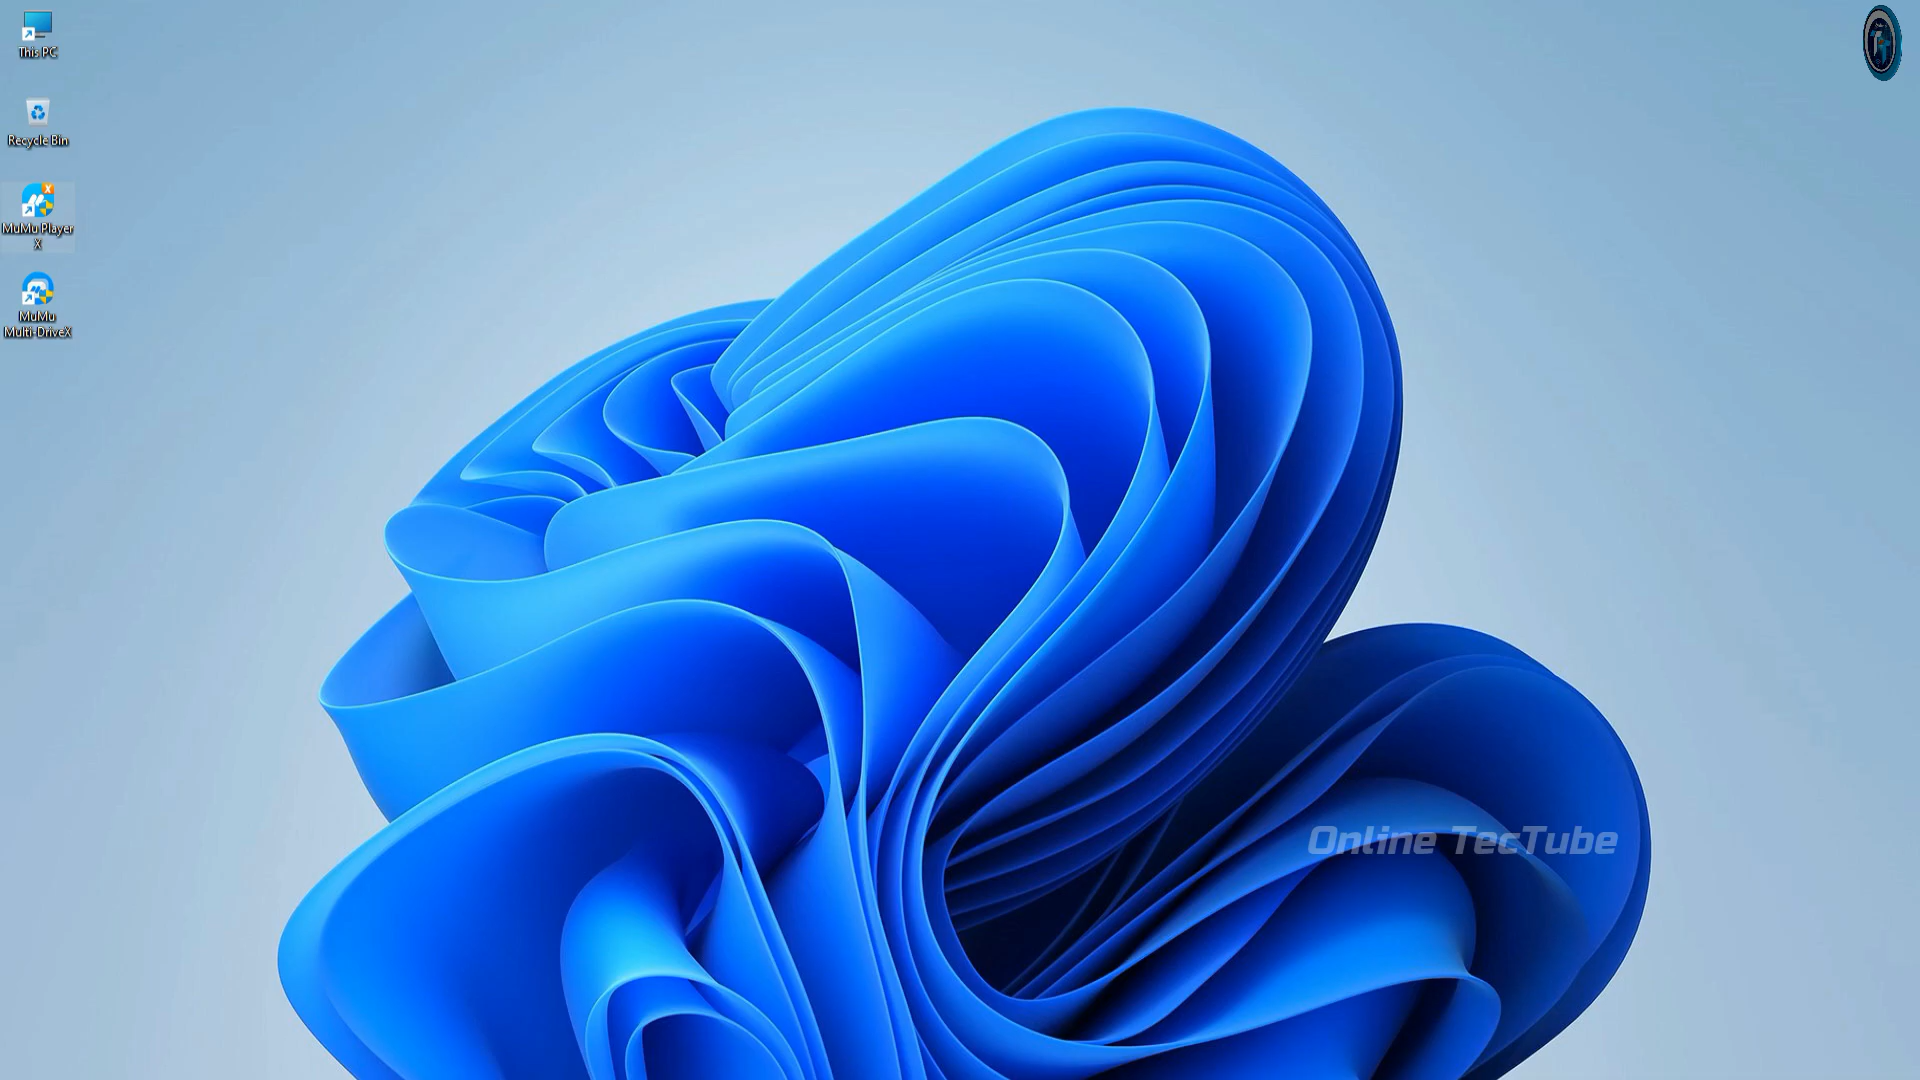 This PC
Recycle Bin
MuMu Player
X
MuMu
Multi-DriveX
Online TecTube